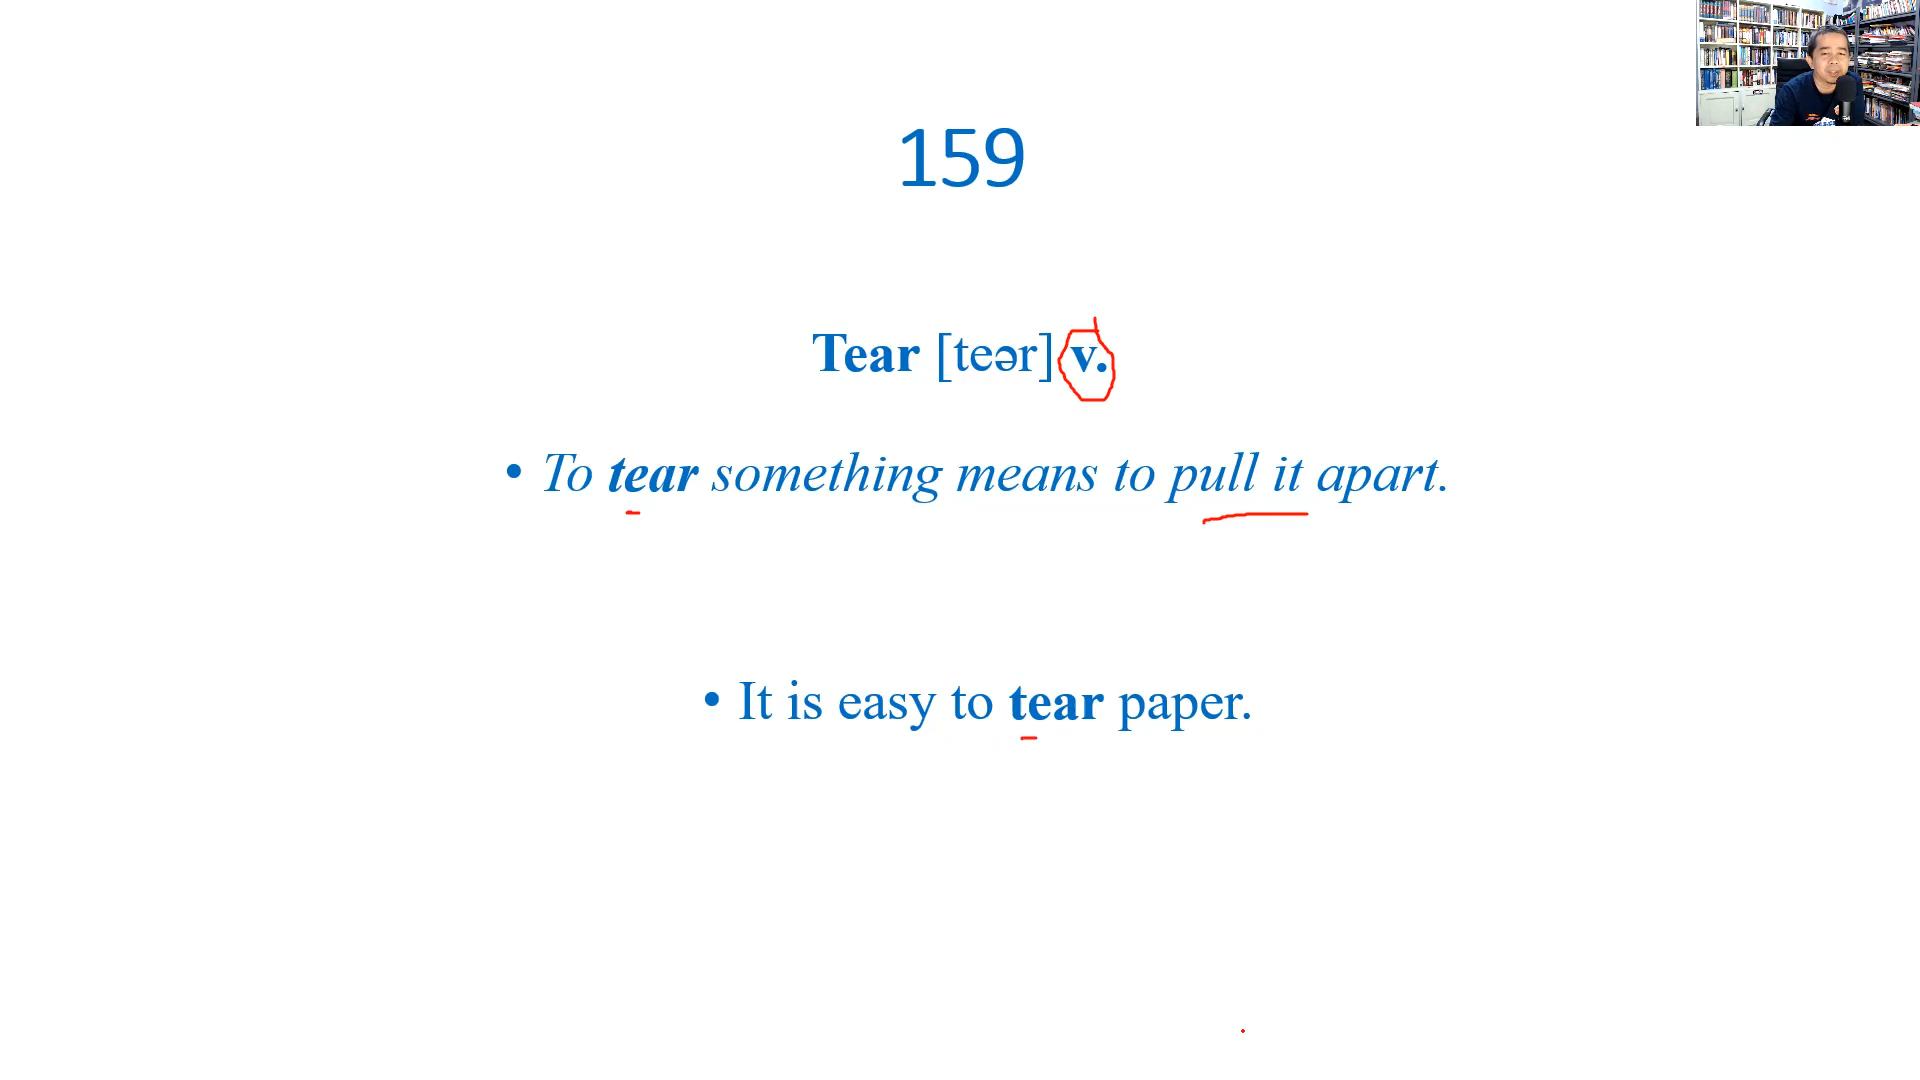 159
Tear [teər] v.
• To tear something means to pull it apart.
• It is easy to tear paper.